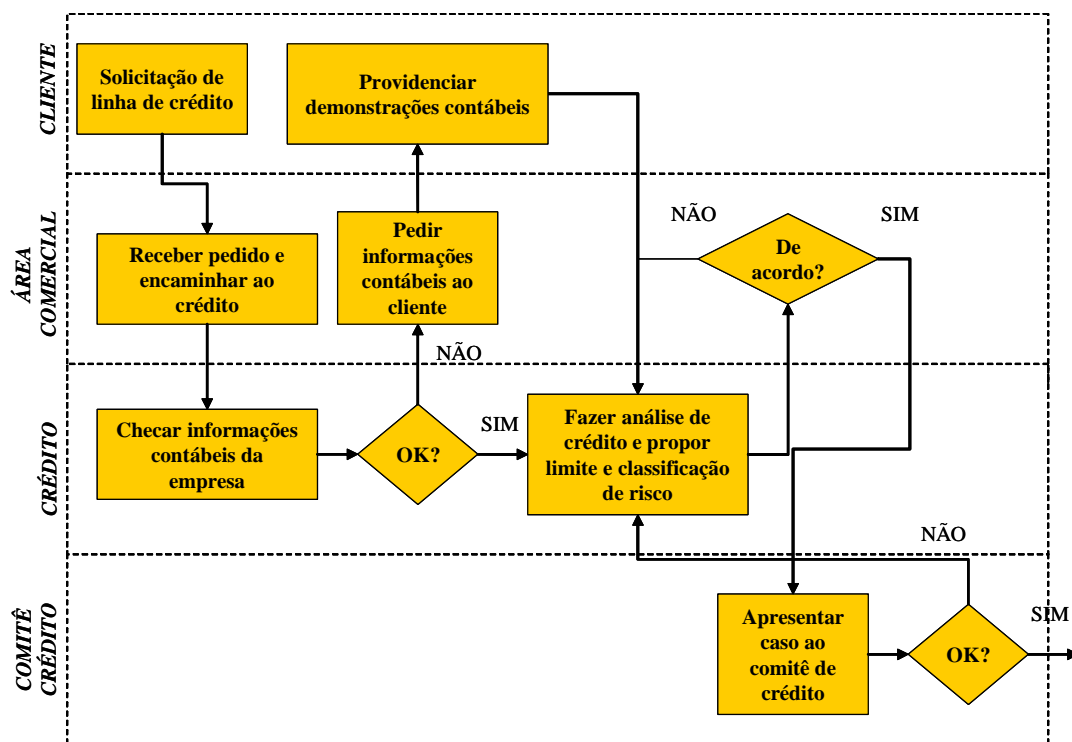 CLIENTE
Solicitação de
linha de crédito
Providenciar
demonstrações contábeis
ÁREA
COMERCIAL
Receber pedido e
encaminhar ao
crédito
Pedir
informações
contábeis ao
cliente
NÃO
De
acordo?
SIM
NÃO
CRÉDITO
Checar informações
contábeis da
empresa
OK?
SIM
Fazer análise de
crédito e propor
limite e classificação
de risco
NÃO
COMITÊ
CRÉDITO
Apresentar
caso ao
comitê de
crédito
OK?
SIM